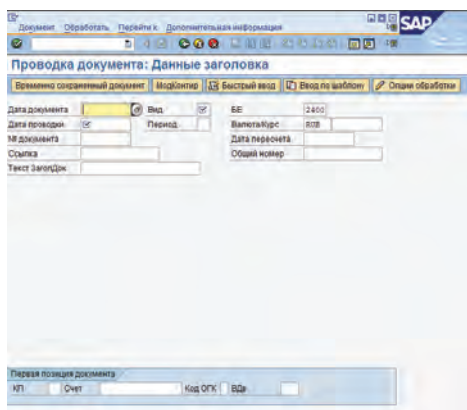 Документ Обработать Перейти к Дополнительная информация
SAP
Проводка документа: Данные заголовка
Временно сохраненный документ МодКонтир Быстрый ввод Ввод по шаблону Опции обработки
Дата документа Вид БЕ 2400
Дата проводки Период Валюта/Курс RUB
№ документа Дата пересчета
Ссылка Общий номер
Текст ЗаголДок
Первая позиция документа
КП Счет Код ОГК ВДв